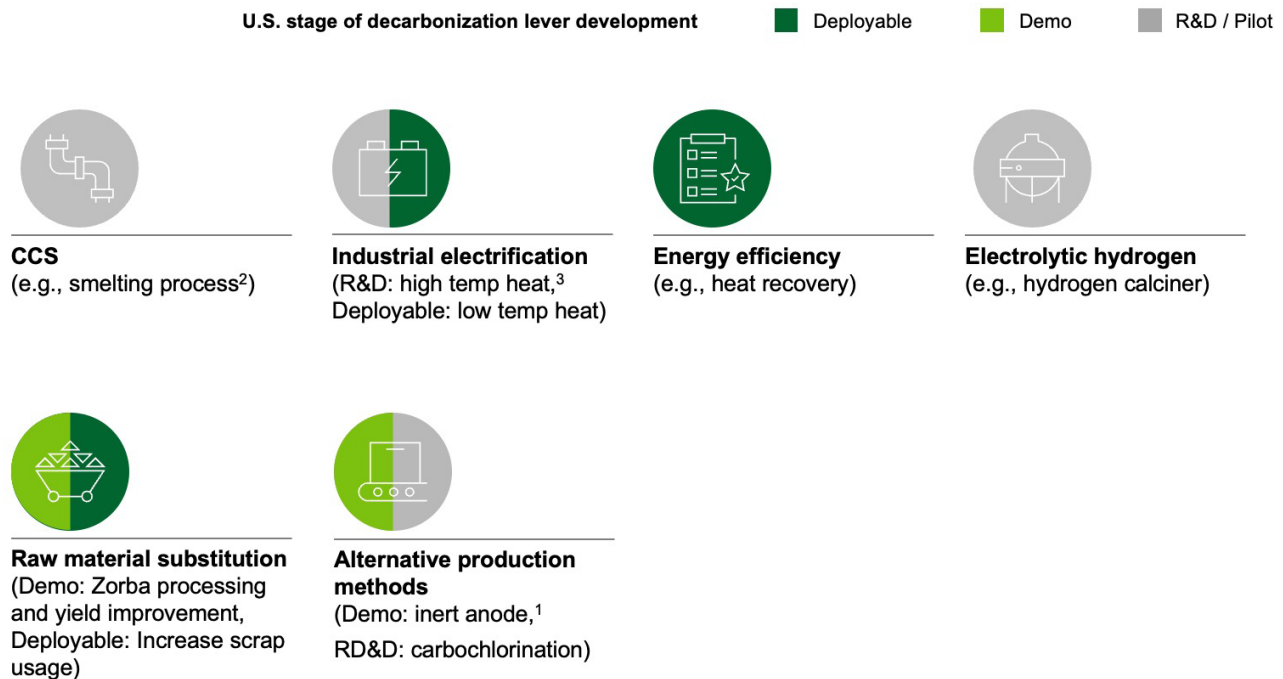 U.S. stage of decarbonization lever development
Deployable
Demo
R&D / Pilot
CCS
(e.g., smelting process²)
Industrial electrification
(R&D: high temp heat,³
Deployable: low temp heat)
Energy efficiency
(e.g., heat recovery)
Electrolytic hydrogen
(e.g., hydrogen calciner)
Raw material substitution
(Demo: Zorba processing
and yield improvement,
Deployable: Increase scrap
usage)
Alternative production
methods
(Demo: inert anode,¹
RD&D: carbochlorination)